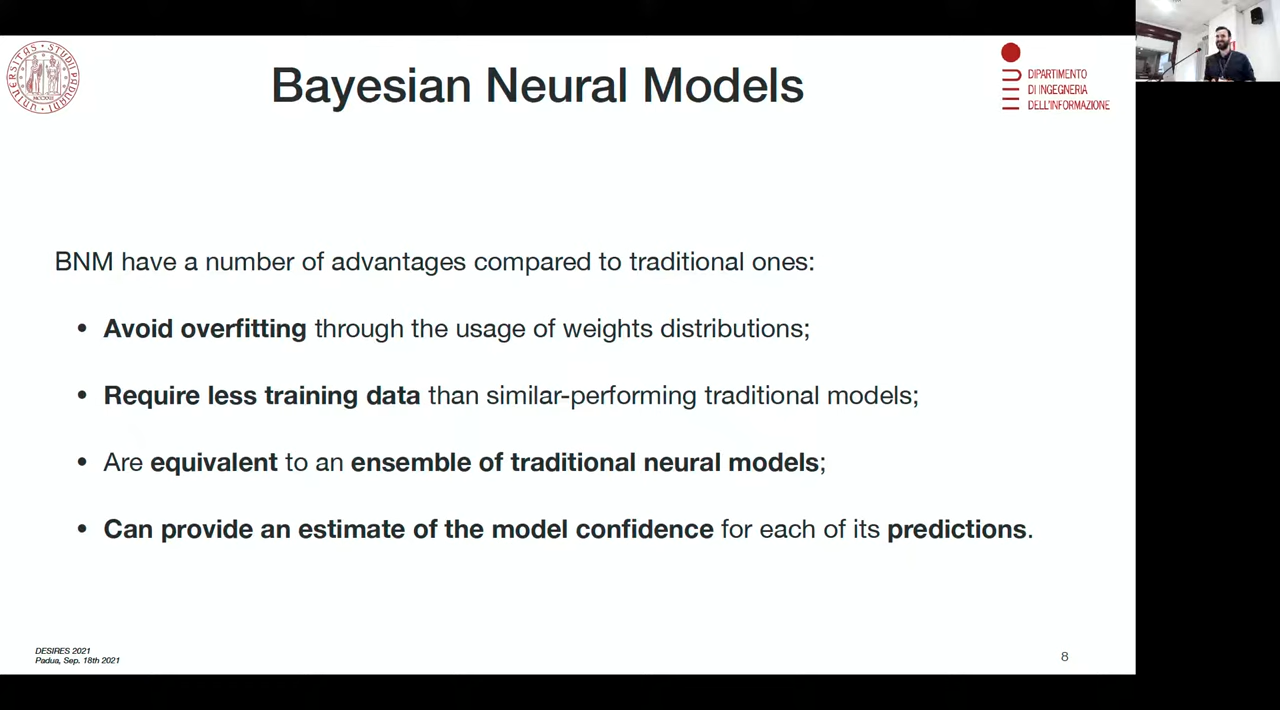 Bayesian Neural Models
DIPARTIMENTO
DI INGEGNERIA
DELL'INFORMAZIONE
BNM have a number of advantages compared to traditional ones:
• Avoid overfitting through the usage of weights distributions;
• Require less training data than similar-performing traditional models;
• Are equivalent to an ensemble of traditional neural models;
• Can provide an estimate of the model confidence for each of its predictions.
DESIRES 2021
Padua, Sep. 18th 2021
8